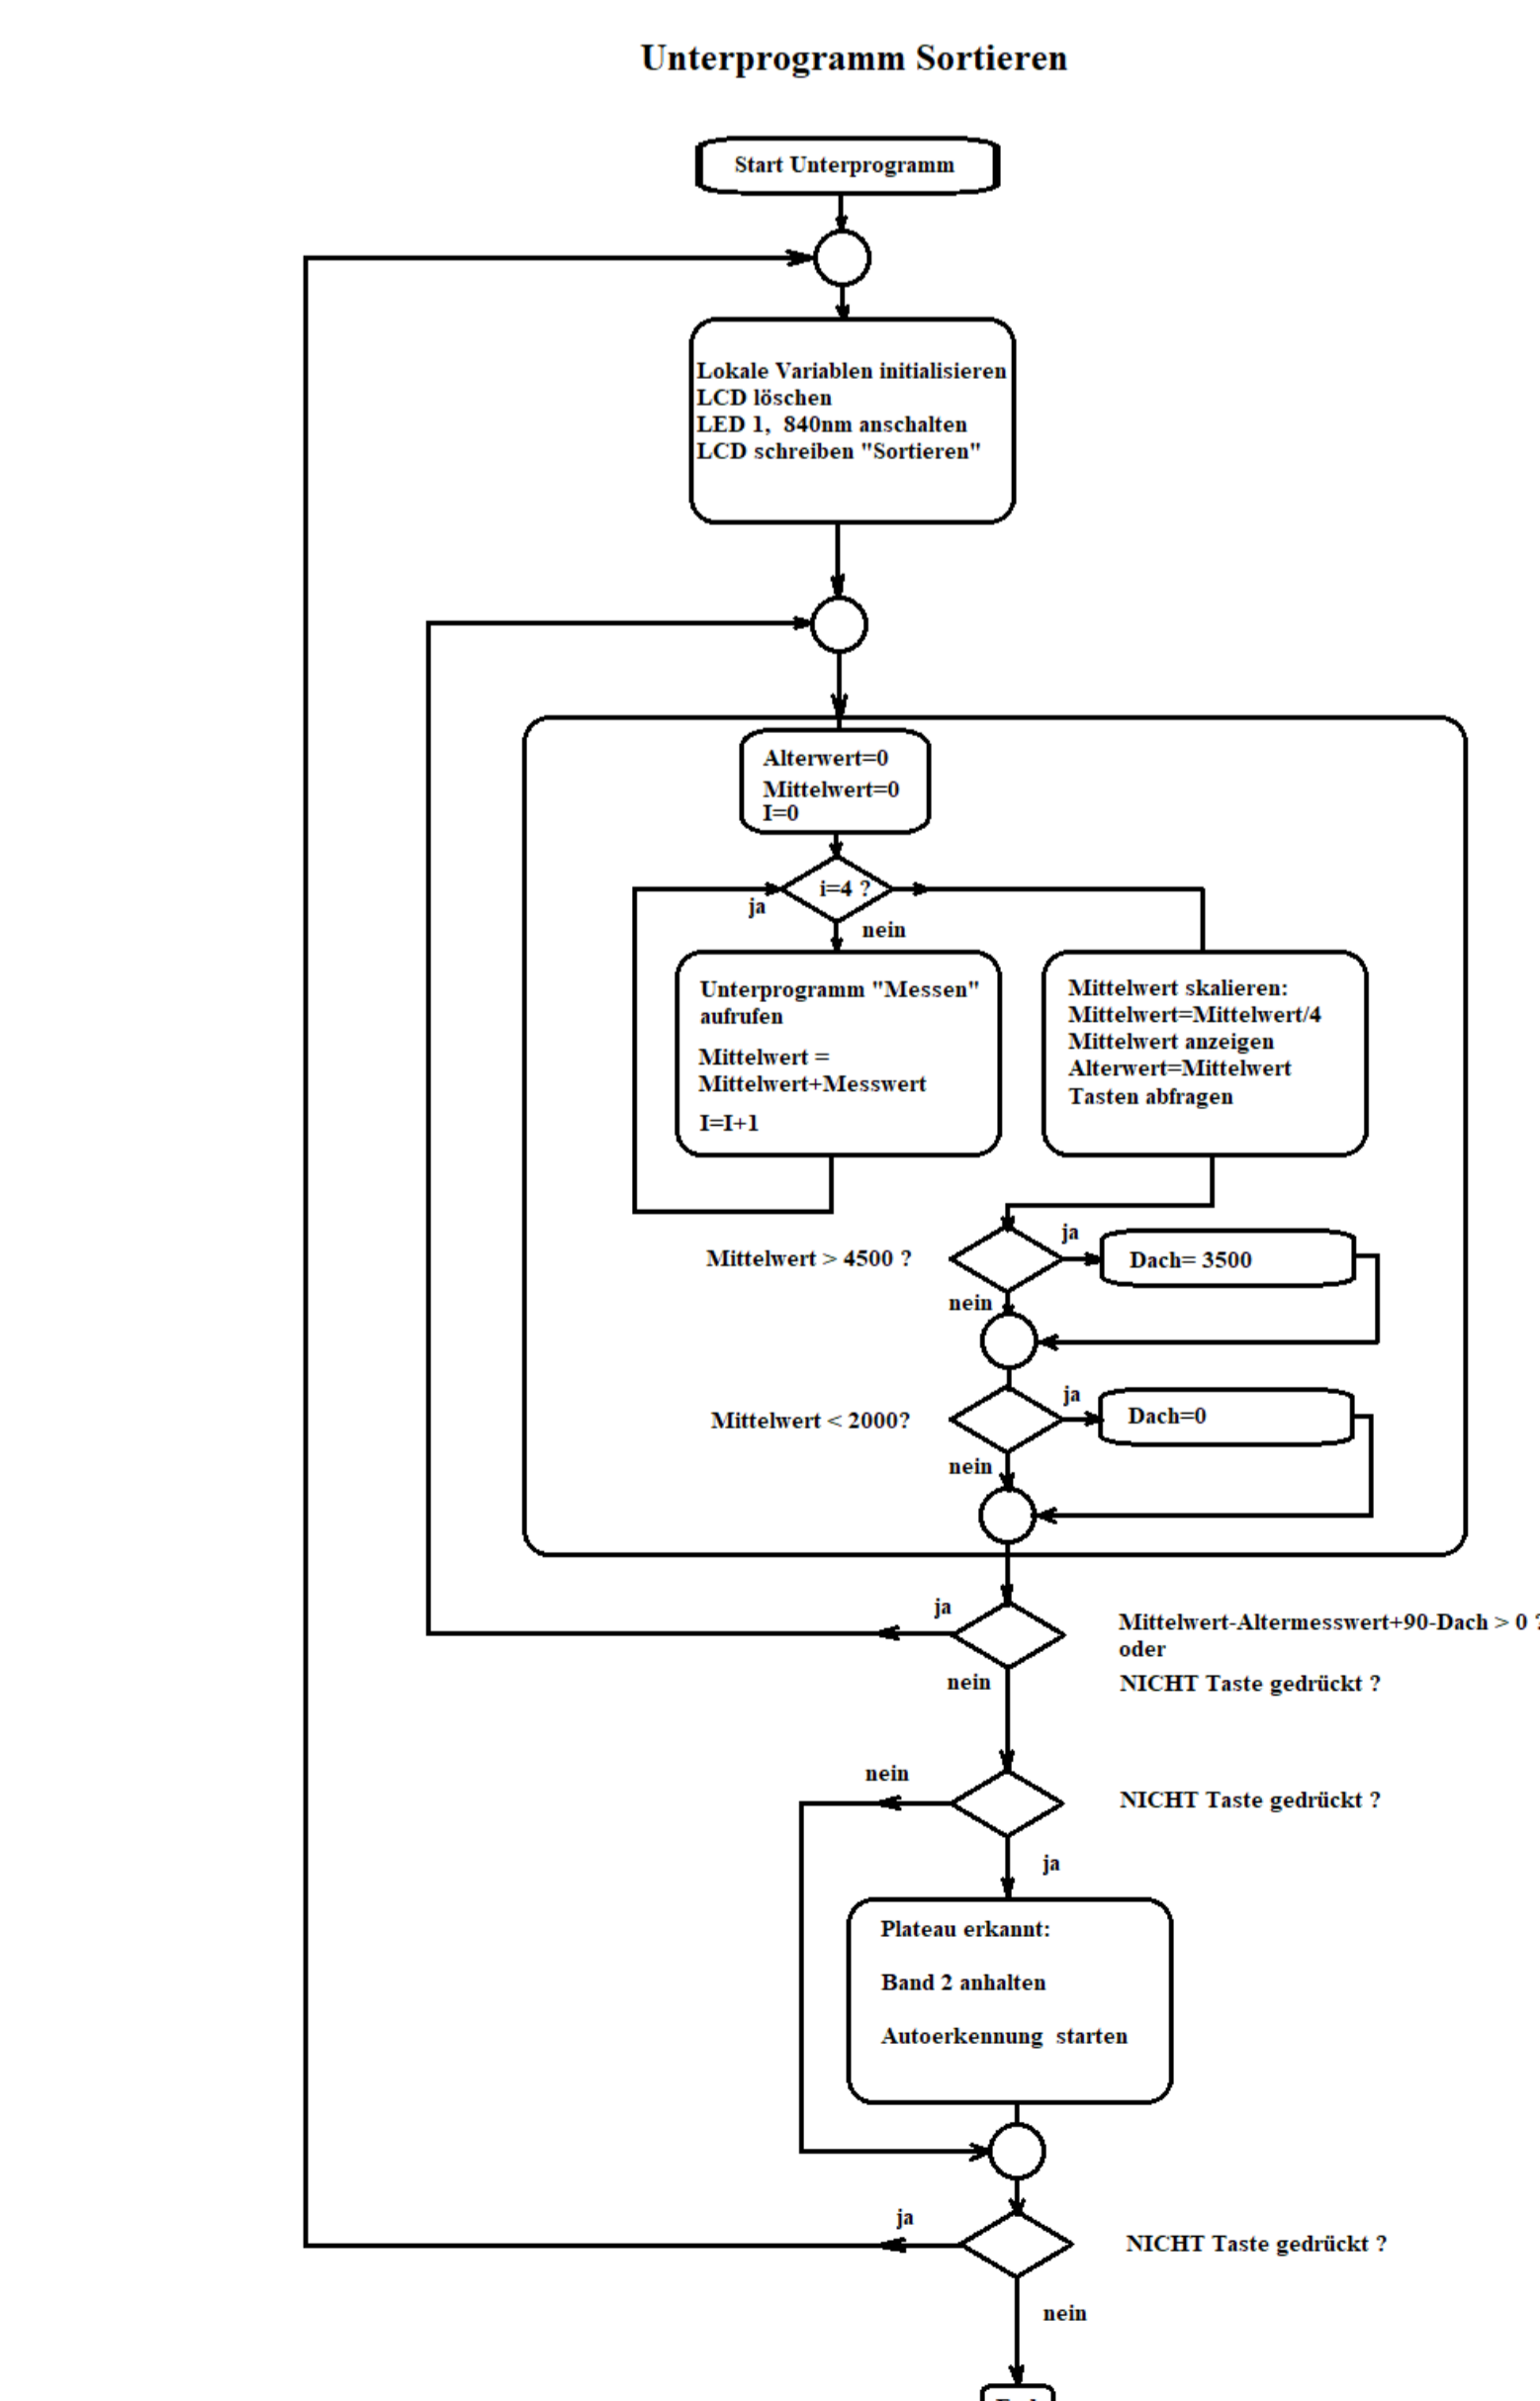 Unterprogramm Sortieren
Start Unterprogramm
Lokale Variablen initialisieren
LCD löschen
LED 1,  840nm anschalten
LCD schreiben "Sortieren"
Alterwert=0
Mittelwert=0
I=0
i=4 ?
ja
nein
Unterprogramm "Messen"
aufrufen
Mittelwert =
Mittelwert+Messwert
I=I+1
Mittelwert skalieren:
Mittelwert=Mittelwert/4
Mittelwert anzeigen
Alterwert=Mittelwert
Tasten abfragen
Mittelwert > 4500 ?
ja
Dach= 3500
nein
Mittelwert < 2000?
ja
Dach=0
nein
ja
Mittelwert-Altermesswert+90-Dach > 0 ?
oder
NICHT Taste gedrückt ?
nein
nein
NICHT Taste gedrückt ?
ja
Plateau erkannt:
Band 2 anhalten
Autoerkennung  starten
ja
NICHT Taste gedrückt ?
nein